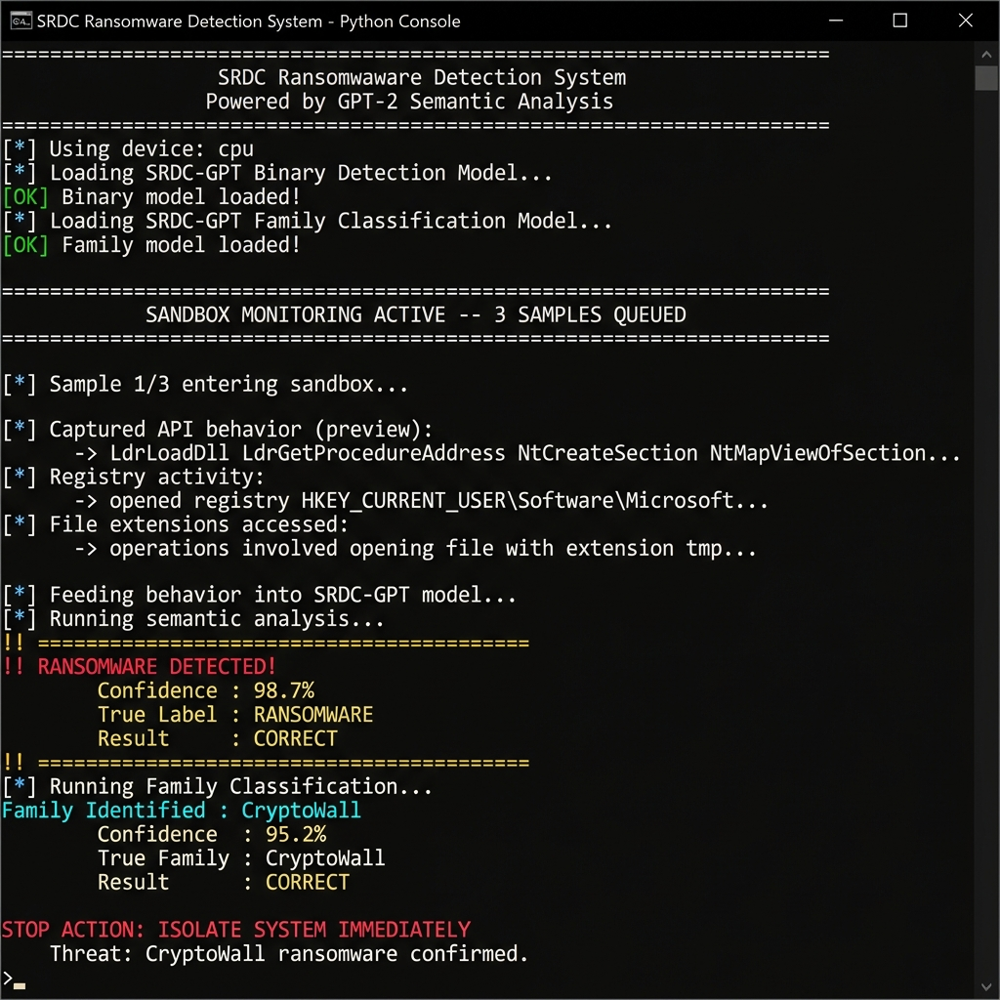 SRDC Ransomware Detection System - Python Console
=====================================================================
SRDC Ransomwaware Detection System
Powered by GPT-2 Semantic Analysis
=====================================================================
[*] Using device: cpu
[*] Loading SRDC-GPT Binary Detection Model...
[OK] Binary model loaded!
[*] Loading SRDC-GPT Family Classification Model...
[OK] Family model loaded!
=====================================================================
SANDBOX MONITORING ACTIVE -- 3 SAMPLES QUEUED
=====================================================================
[*] Sample 1/3 entering sandbox...
[*] Captured API behavior (preview):
-> LdrLoadDll LdrGetProcedureAddress NtCreateSection NtMapViewOfSection...
[*] Registry activity:
-> opened registry HKEY_CURRENT_USER\Software\Microsoft...
[*] File extensions accessed:
-> operations involved opening file with extension tmp...
[*] Feeding behavior into SRDC-GPT model...
[*] Running semantic analysis...
!! =========================================
!! RANSOMWARE DETECTED!
Confidence : 98.7%
True Label : RANSOMWARE
Result : CORRECT
!! =========================================
[*] Running Family Classification...
Family Identified : CryptoWall
Confidence : 95.2%
True Family : CryptoWall
Result : CORRECT
STOP ACTION: ISOLATE SYSTEM IMMEDIATELY
Threat: CryptoWall ransomware confirmed.
>_